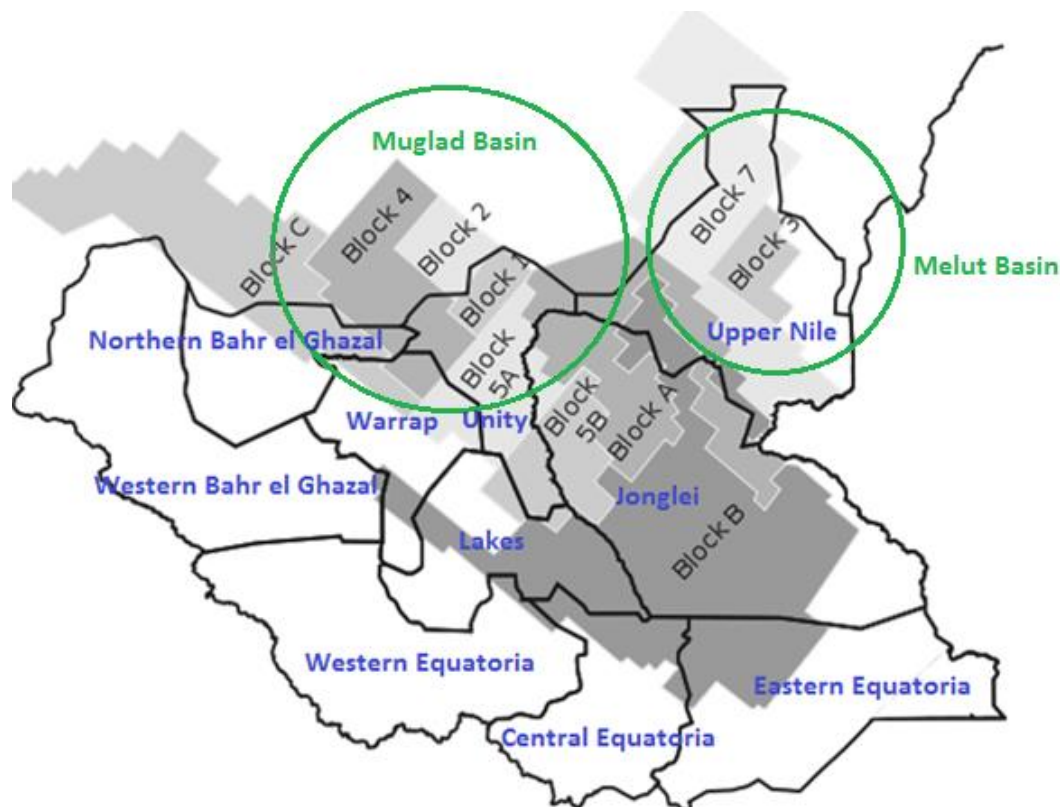 Muglad Basin
Block 4
Block 2
Block 7
Block C
Block 1
Block 3
Melut Basin
Northern Bahr el Ghazal
Upper Nile
Block
5A
Block
5B
Block A
Warrap
Unity
Western Bahr el Ghazal
Jonglei
Lakes
Block B
Western Equatoria
Eastern Equatoria
Central Equatoria